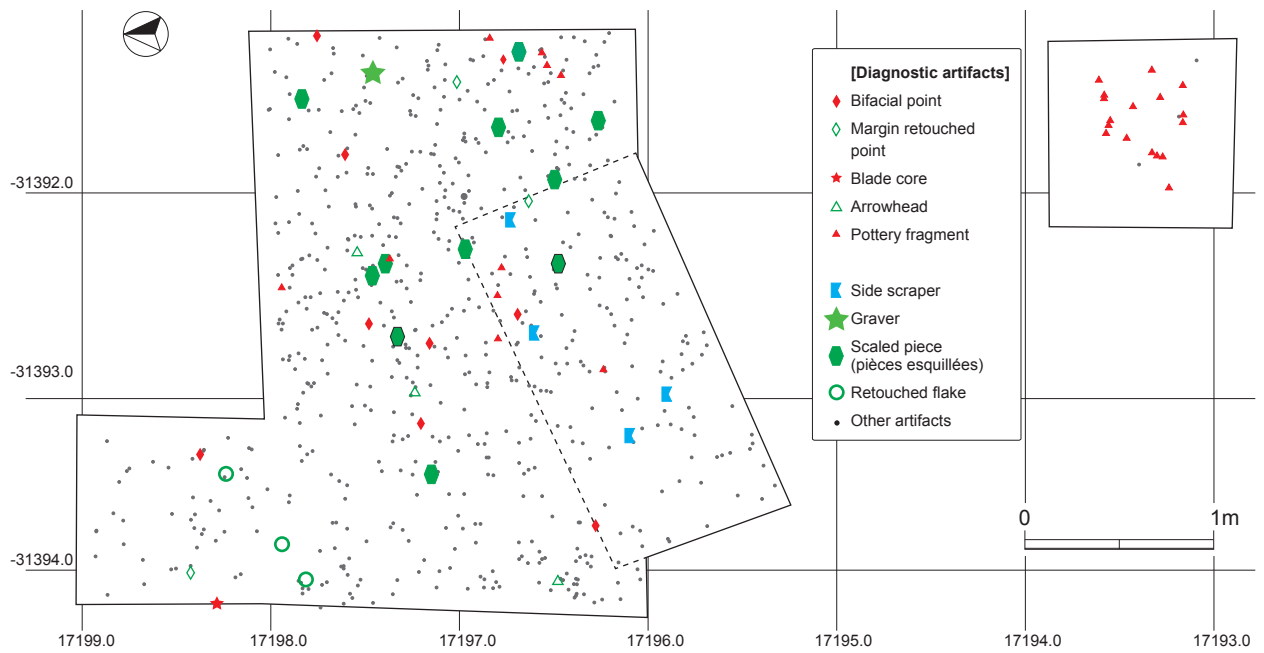 [Diagnostic artifacts]
Bifacial point
Margin retouched
point
Blade core
Arrowhead
Pottery fragment
Side scraper
Graver
Scaled piece
(pièces esquillées)
Retouched flake
Other artifacts
-31392.0
-31393.0
-31394.0
0 1m
17199.0 17198.0 17197.0 17196.0 17195.0 17194.0 17193.0